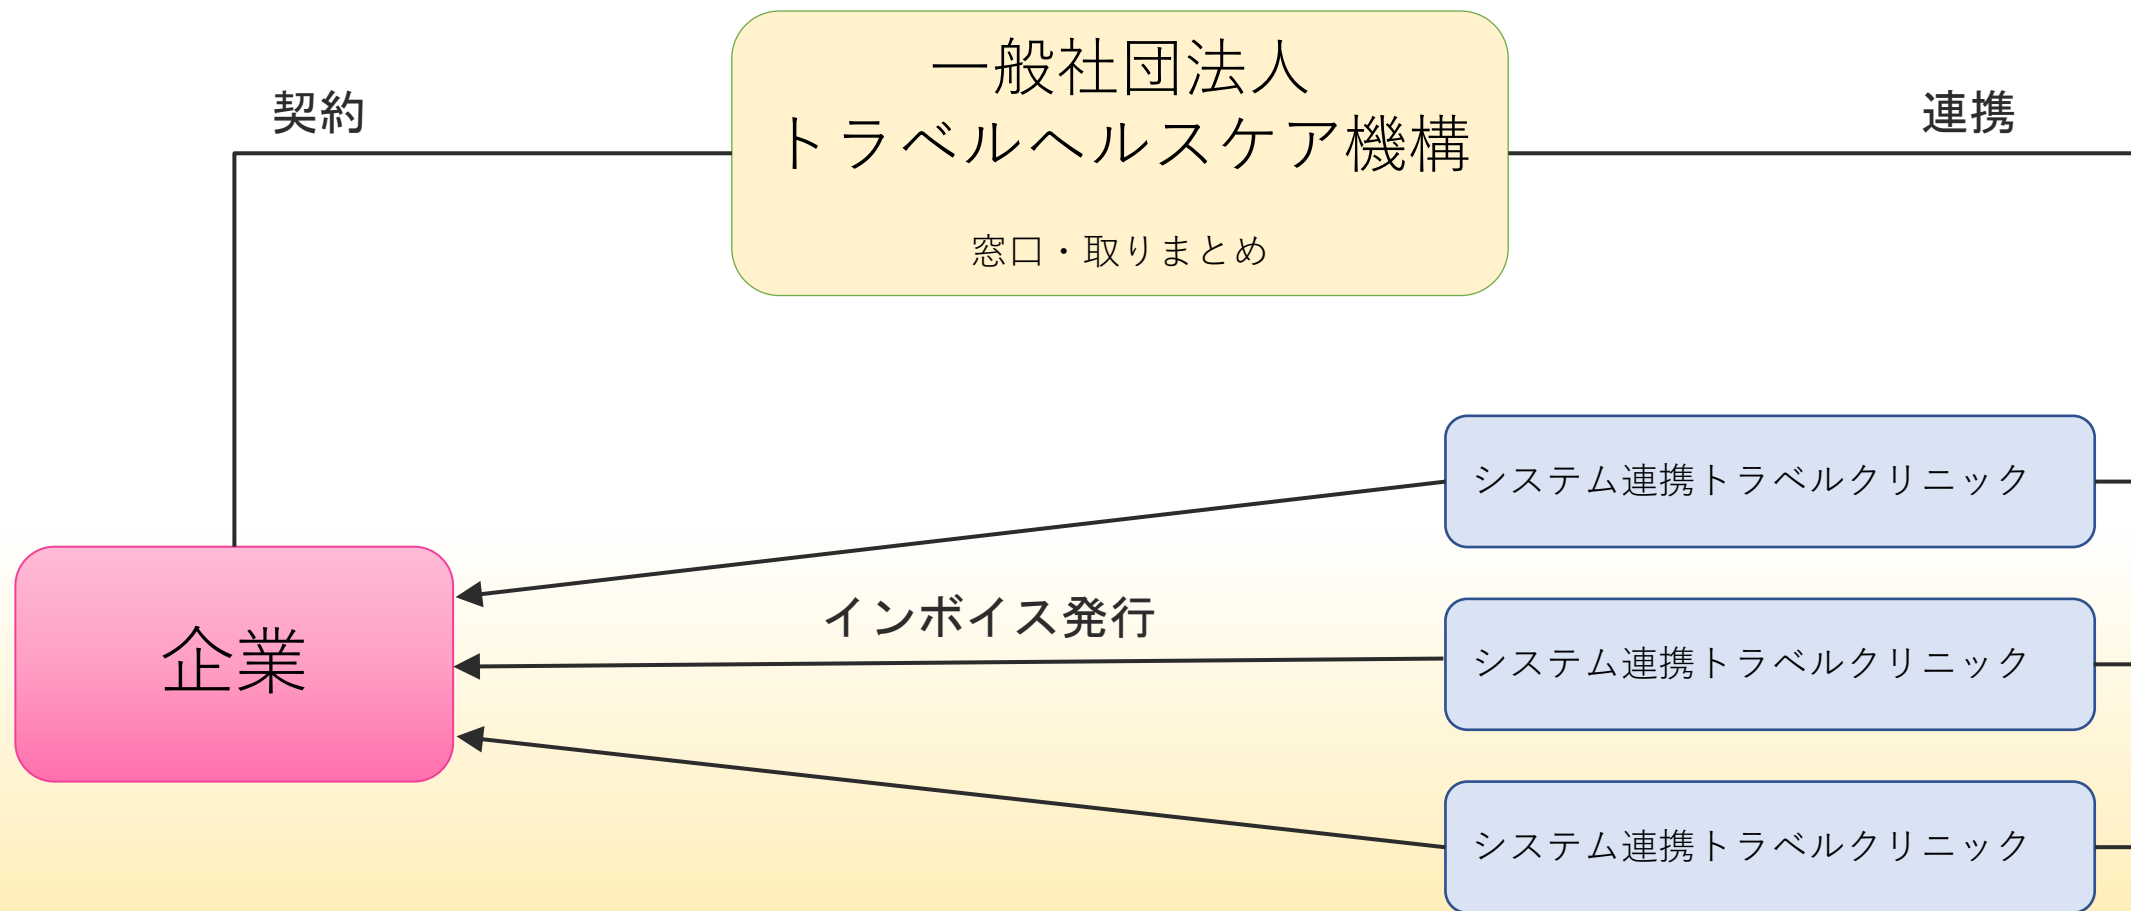 一般社団法人
トラベルヘルスケア機構
窓口・取りまとめ
契約
連携
システム連携トラベルクリニック
インボイス発行
企業
システム連携トラベルクリニック
システム連携トラベルクリニック